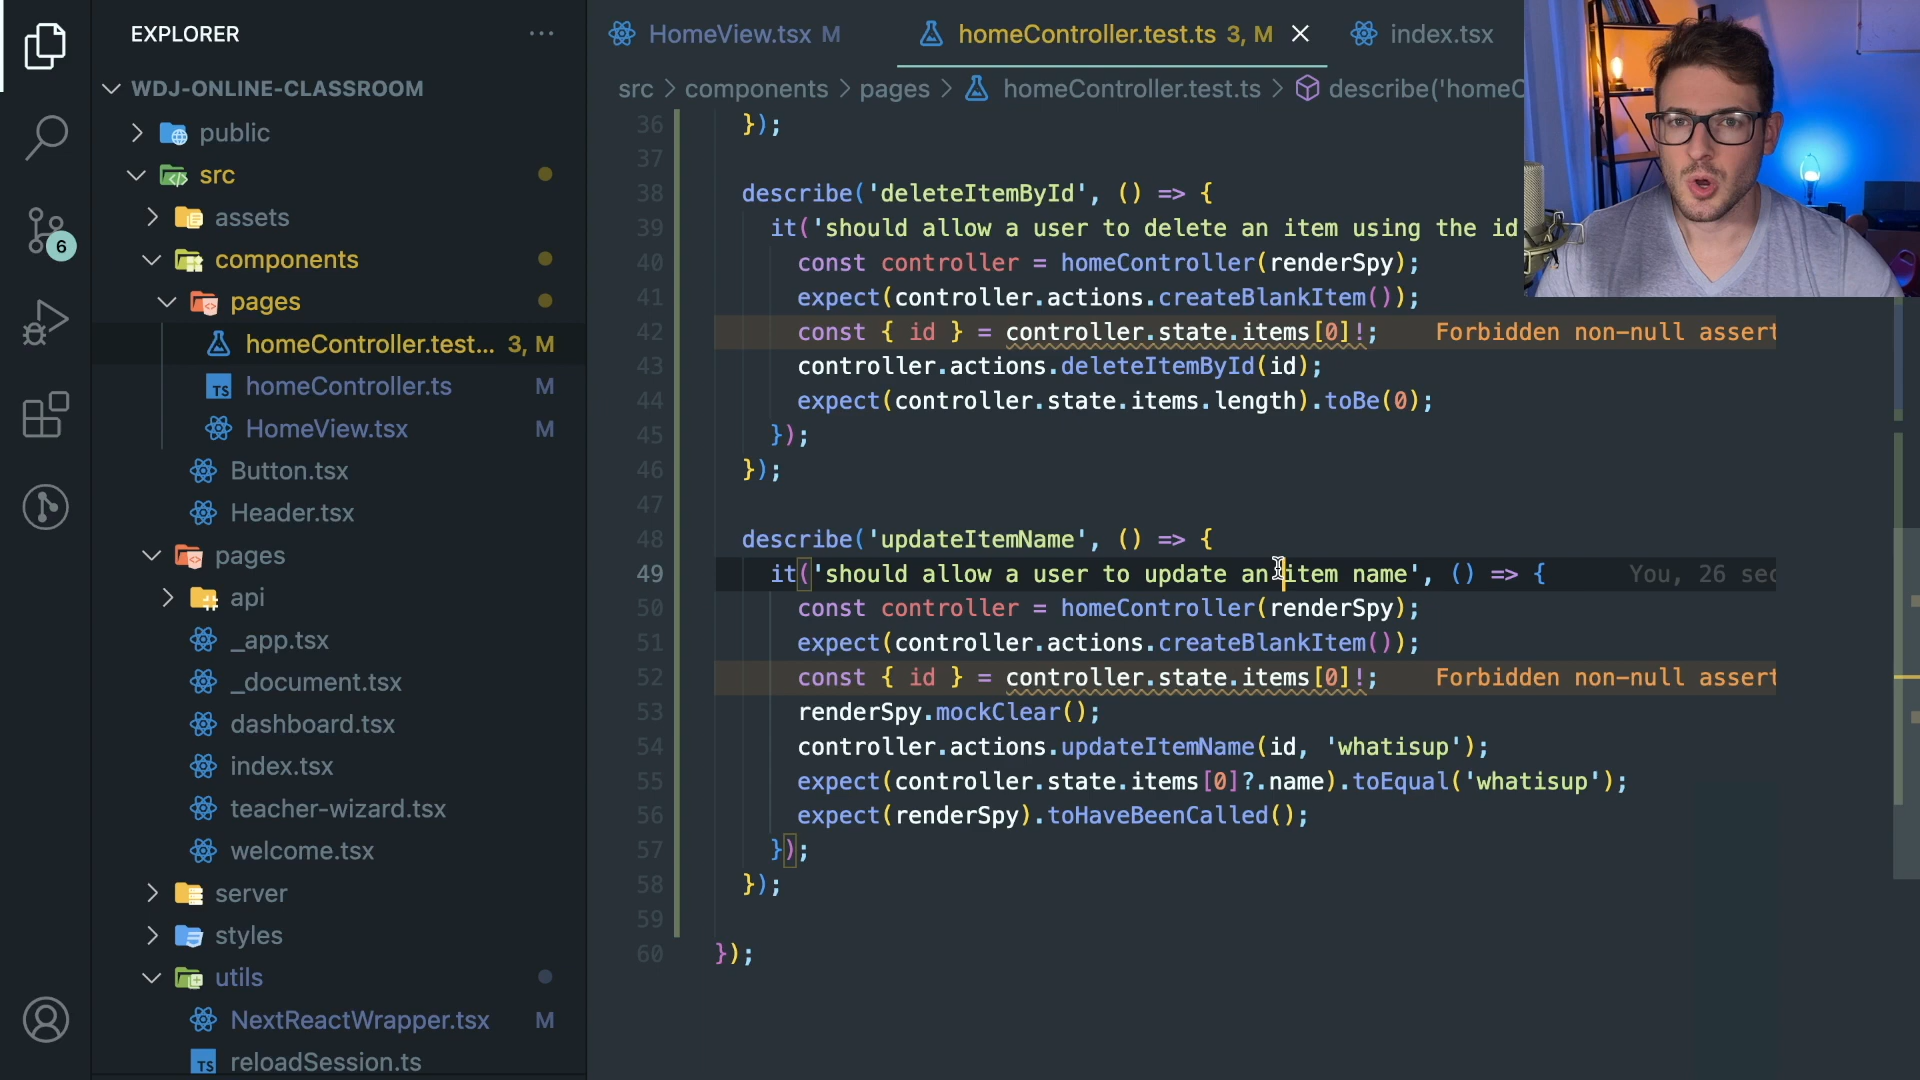 EXPLORER
WDJ-ONLINE-CLASSROOM
public
src
assets
components
pages
homeController.test... 3, M
homeController.ts M
HomeView.tsx M
Button.tsx
Header.tsx
pages
api
_app.tsx
_document.tsx
dashboard.tsx
index.tsx
teacher-wizard.tsx
welcome.tsx
server
styles
utils
NextReactWrapper.tsx M
reloadSession.ts
6
HomeView.tsx M
homeController.test.ts 3, M
index.tsx
src > components > pages > homeController.test.ts > describe('homeC
36 });
37
38 describe('deleteItemById', () => {
39 it('should allow a user to delete an item using the id
40 const controller = homeController(renderSpy);
41 expect(controller.actions.createBlankItem());
42 const { id } = controller.state.items[0]!; Forbidden non-null assert
43 controller.actions.deleteItemById(id);
44 expect(controller.state.items.length).toBe(0);
45 });
46 });
47
48 describe('updateItemName', () => {
49 it('should allow a user to update an item name', () => { You, 26 sec
50 const controller = homeController(renderSpy);
51 expect(controller.actions.createBlankItem());
52 const { id } = controller.state.items[0]!; Forbidden non-null assert
53 renderSpy.mockClear();
54 controller.actions.updateItemName(id, 'whatisup');
55 expect(controller.state.items[0]?.name).toEqual('whatisup');
56 expect(renderSpy).toHaveBeenCalled();
57 });
58 });
59
60 });